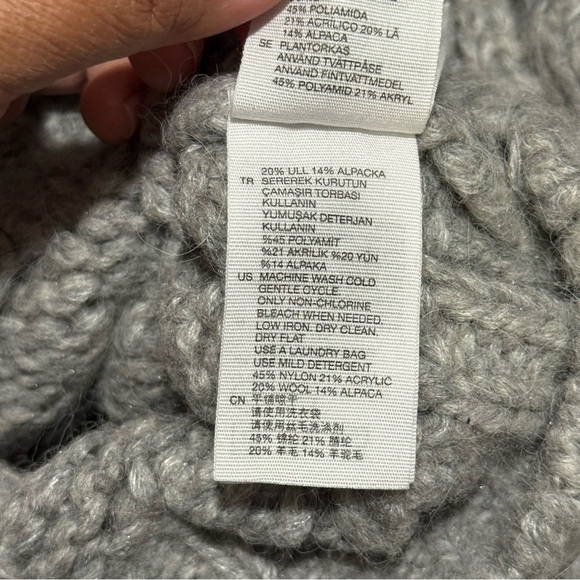 45% POLIAMIDA
21% ACRÍLICO 20% LÃ
14% ALPACA
SE PLANTORKAS
ANVÄND TVÄTTPÅSE
ANVÄND FINTVÄTTMEDEL
45% POLYAMID 21% AKRYL
20% ULL 14% ALPACKA
TR SEREREK KURUTUN
ÇAMAŞIR TORBASI
KULLANIN
YUMUŞAK DETERJAN
KULLANIN
%45 POLYAMİT
%21 AKRİLİK %20 YÜN
%14 ALPAKA
US MACHINE WASH COLD
GENTLE CYCLE
ONLY NON-CHLORINE
BLEACH WHEN NEEDED.
LOW IRON. DRY CLEAN.
DRY FLAT
USE A LAUNDRY BAG
USE MILD DETERGENT
45% NYLON 21% ACRYLIC
20% WOOL 14% ALPACA
CN 平摊晾干
请使用洗衣袋
请使用丝毛洗涤剂
45% 锦纶 21% 腈纶
20% 羊毛 14% 羊驼毛